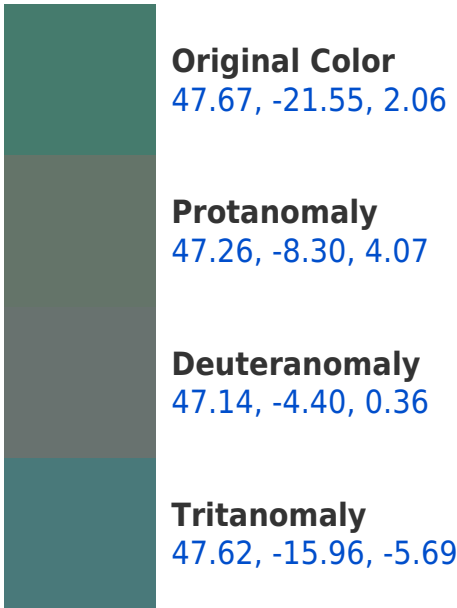 Original Color
47.67, -21.55, 2.06
Protanomaly
47.26, -8.30, 4.07
Deuteranomaly
47.14, -4.40, 0.36
Tritanomaly
47.62, -15.96, -5.69